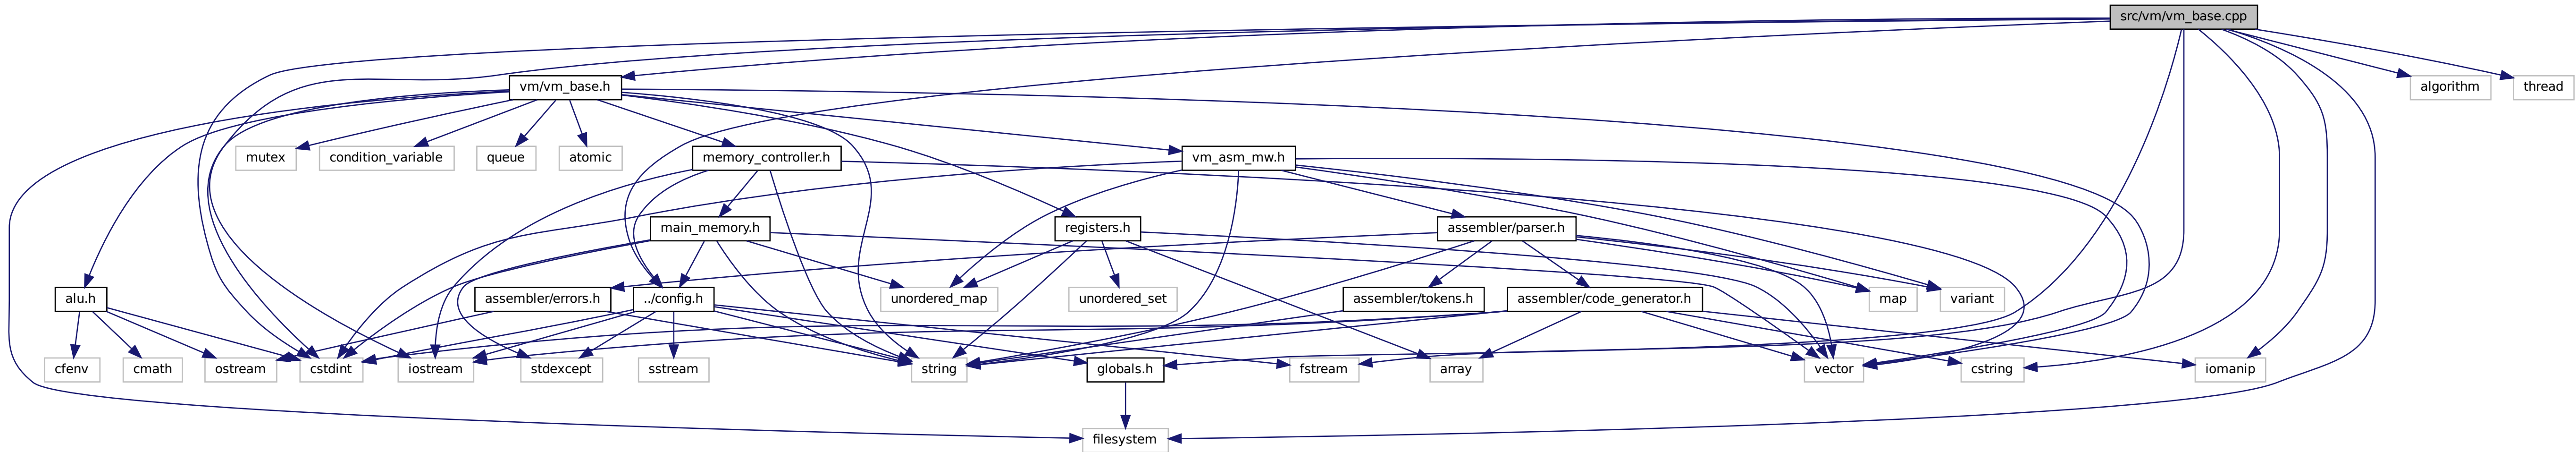 src/vm/vm_base.cpp
vm/vm_base.h
algorithm
thread
mutex
condition_variable
queue
atomic
memory_controller.h
vm_asm_mw.h
main_memory.h
registers.h
assembler/parser.h
alu.h
assembler/errors.h
../config.h
unordered_map
unordered_set
assembler/tokens.h
assembler/code_generator.h
map
variant
cfenv
cmath
ostream
cstdint
iostream
stdexcept
sstream
string
globals.h
fstream
array
vector
cstring
iomanip
filesystem